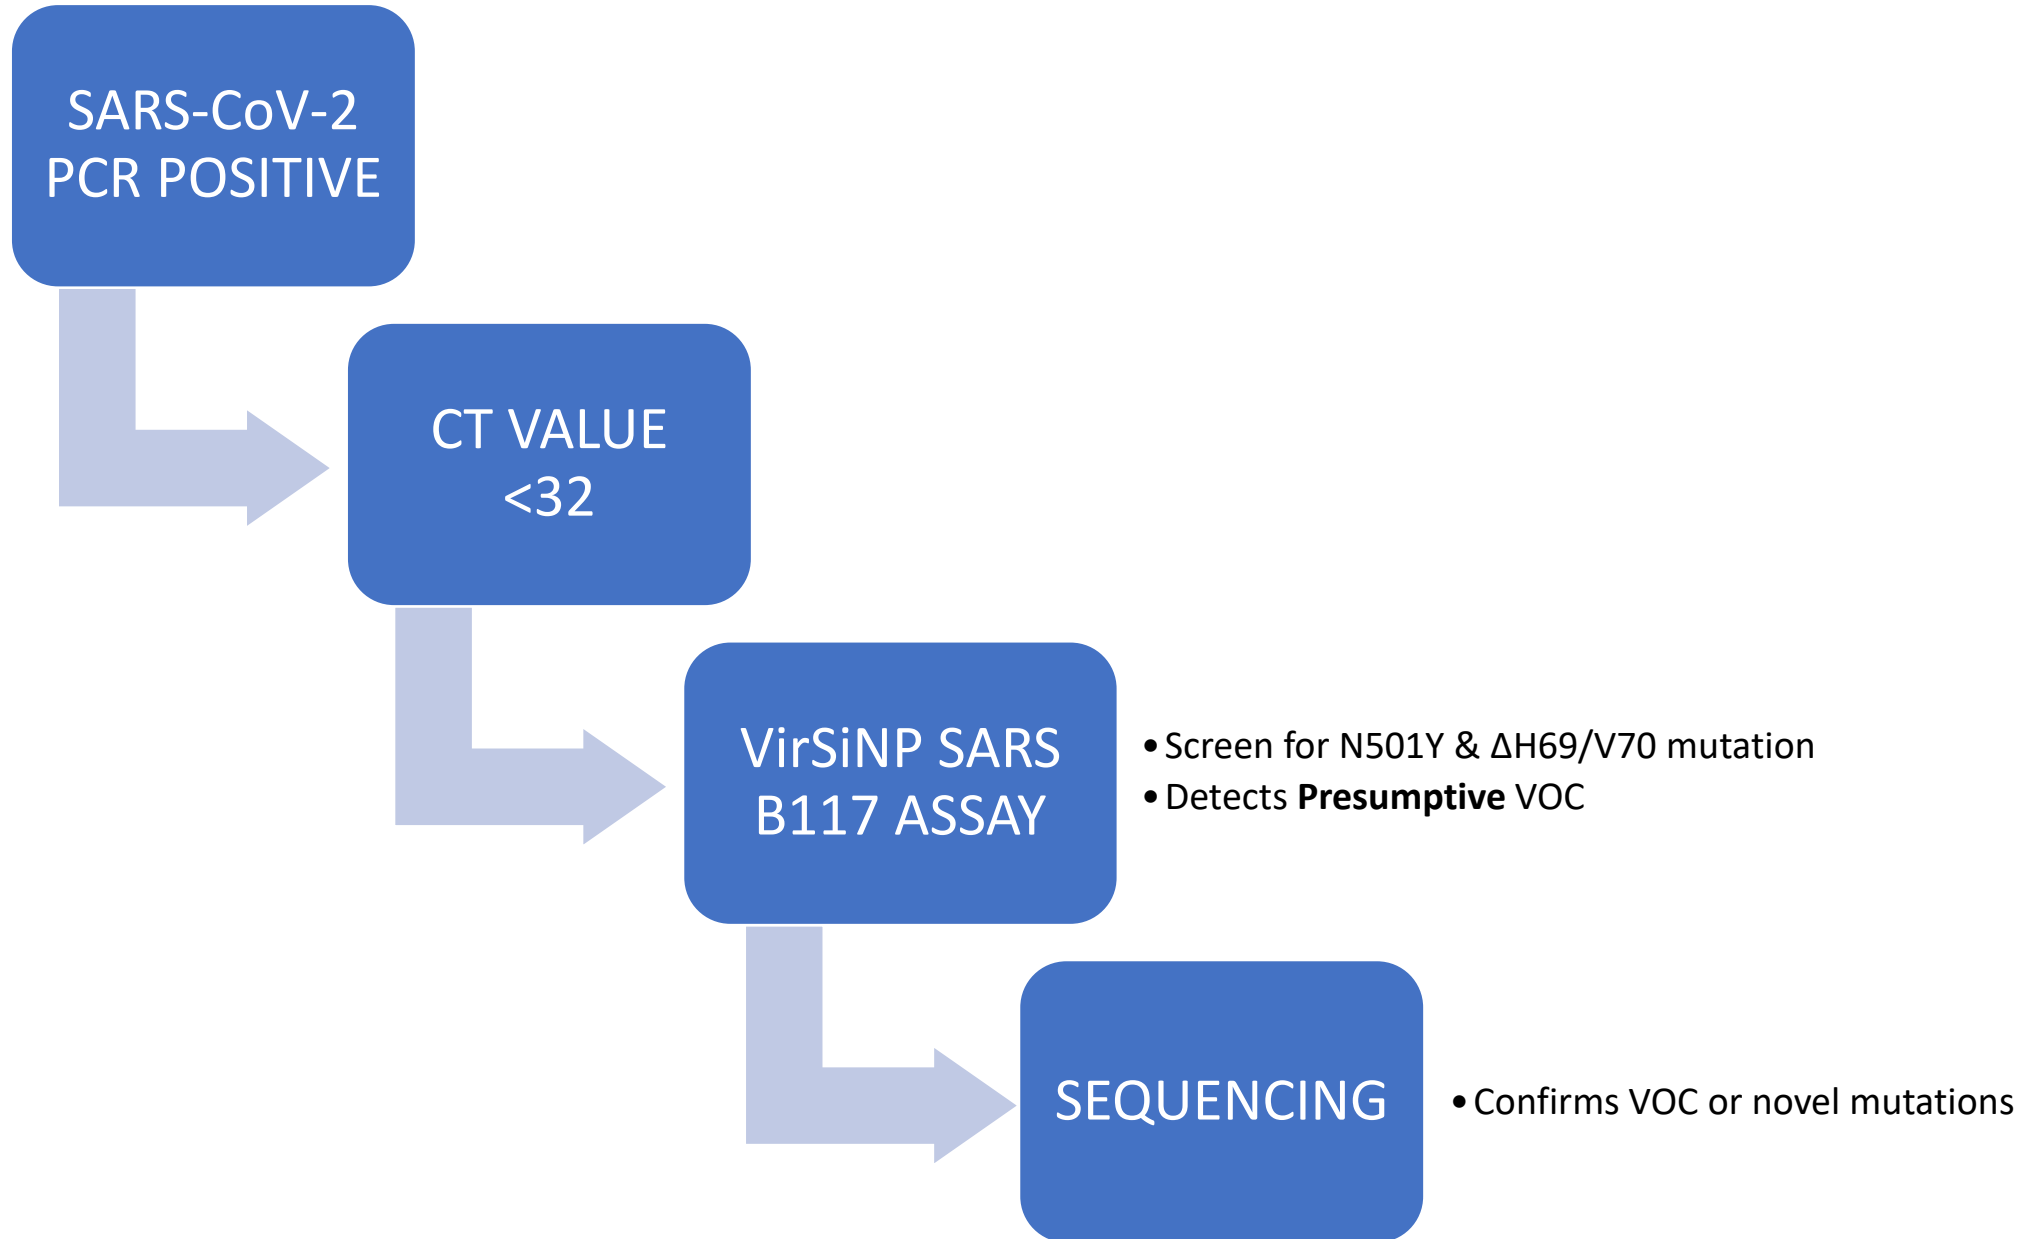 SARS-CoV-2
PCR POSITIVE
CT VALUE
<32
VirSiNP SARS
B117 ASSAY
• Screen for N501Y & ΔH69/V70 mutation
• Detects Presumptive VOC
SEQUENCING
• Confirms VOC or novel mutations